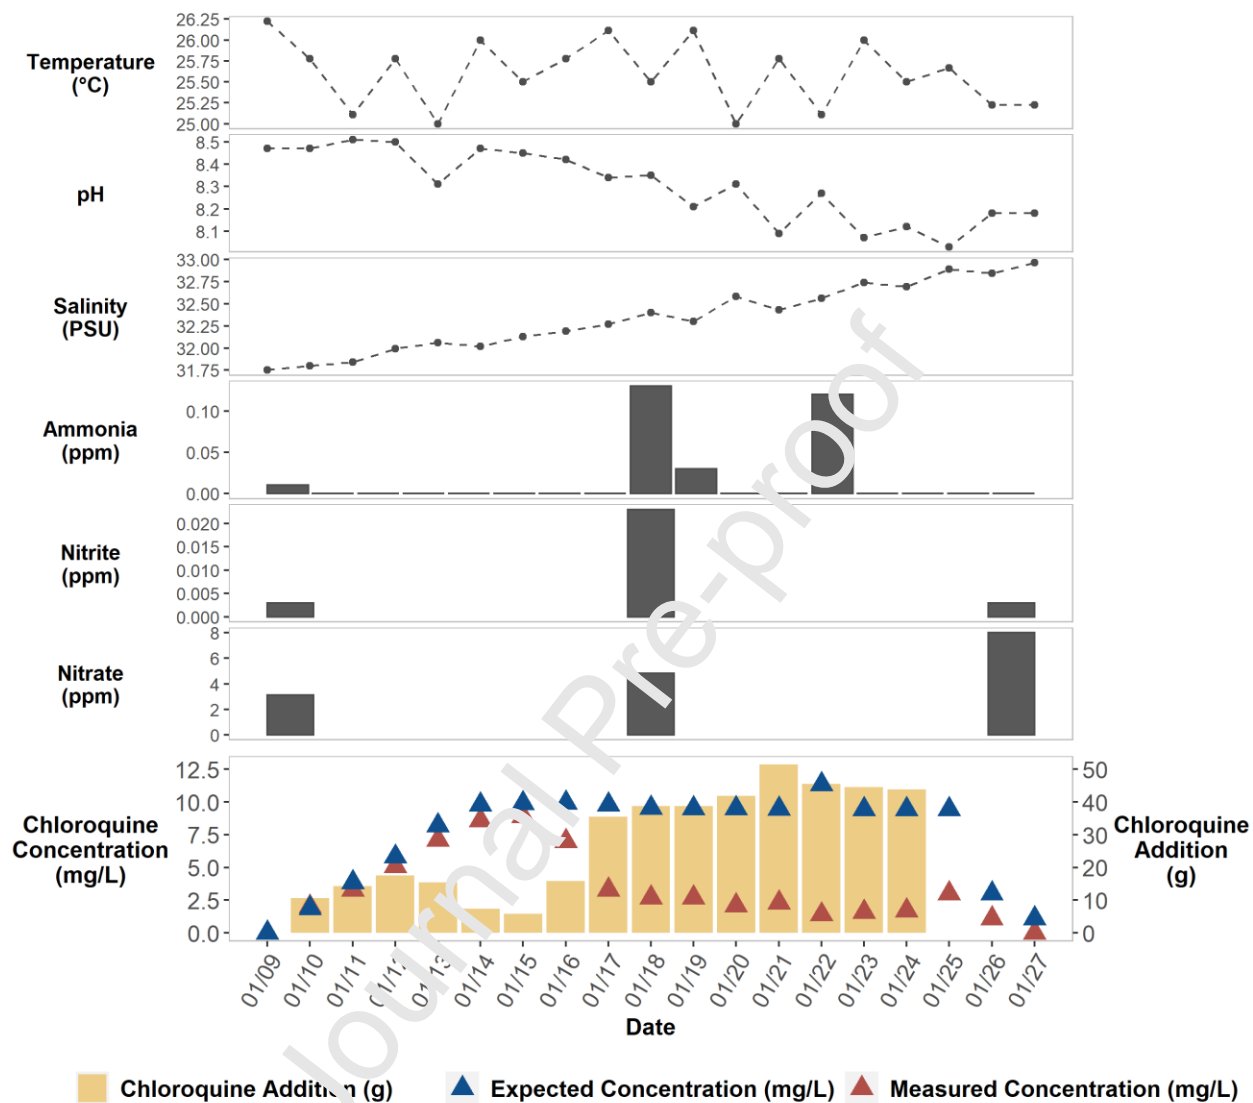 Temperature
(°C)
26.25
26.00
25.75
25.50
25.25
25.00
pH
8.5
8.4
8.3
8.2
8.1
Salinity
(PSU)
33.00
32.75
32.50
32.25
32.00
31.75
Ammonia
(ppm)
0.10
0.05
0.00
Nitrite
(ppm)
0.020
0.015
0.010
0.005
0.000
Nitrate
(ppm)
8
6
4
2
0
Chloroquine
Concentration
(mg/L)
12.5
10.0
7.5
5.0
2.5
0.0
50
40
30
20
10
0
Chloroquine
Addition
(g)
01/09 01/10 01/11 01/12 01/13 01/14 01/15 01/16 01/17 01/18 01/19 01/20 01/21 01/22 01/23 01/24 01/25 01/26 01/27
Date
Chloroquine Addition (g) Expected Concentration (mg/L) Measured Concentration (mg/L)
Journal Pre-proof